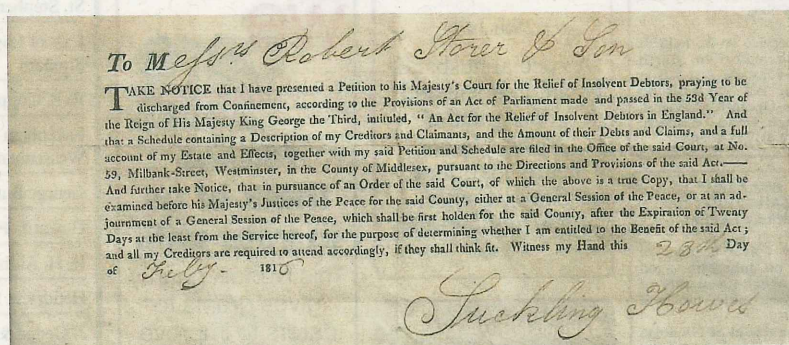 To Messrs Robert Storer & Son
TAKE NOTICE that I have presented a Petition to his Majesty's Court for the Relief of Insolvent Debtors, praying to be
discharged from Confinement, according to the Provisions of an Act of Parliament made and passed in the 53d Year of
the Reign of His Majesty King George the Third, intituled, “ An Act for the Relief of Insolvent Debtors in England.” And
that a Schedule containing a Description of my Creditors and Claimants, and the Amount of their Debts and Claims, and a full
account of my Estate and Effects, together with my said Petition and Schedule are filed in the Office of the said Court, at No.
59, Milbank-Street, Westminster, in the County of Middlesex, pursuant to the Directions and Provisions of the said Act.——
And further take Notice, that in pursuance of an Order of the said Court, of which the above is a true Copy, that I shall be
examined before his Majesty's Justices of the Peace for the said County, either at a General Session of the Peace, or at an ad-
journment of a General Session of the Peace, which shall be first holden for the said County, after the Expiration of Twenty
Days at the least from the Service hereof, for the purpose of determining whether I am entitled to the Benefit of the said Act ;
and all my Creditors are required to attend accordingly, if they shall think fit. Witness my Hand this 28th Day
of Feby. 1816
Suckling Howes